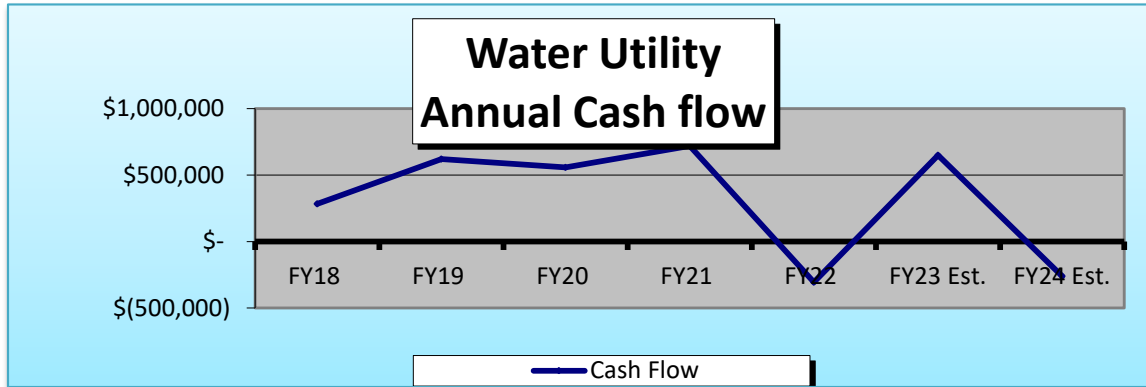 Water Utility
Annual Cash flow
$1,000,000
$500,000
$-
$(500,000)
FY18 FY19 FY20 FY21 FY22 FY23 Est. FY24 Est.
Cash Flow